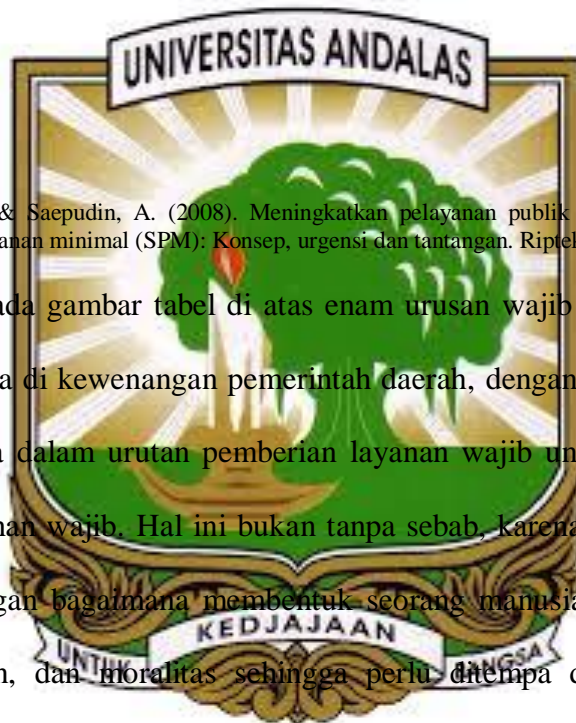 UNIVERSITAS ANDALAS
& Saepudin, A. (2008). Meningkatkan pelayanan publik
anan minimal (SPM): Konsep, urgensi dan tantangan. Riptek
ada gambar tabel di atas enam urusan wajib
a di kewenangan pemerintah daerah, dengan
a dalam urutan pemberian layanan wajib un
nan wajib. Hal ini bukan tanpa sebab, karena
gan bagaimana membentuk seorang manusia
KEDJAJAAN
UNTUK BANGSA
n, dan moralitas sehingga perlu ditempa d